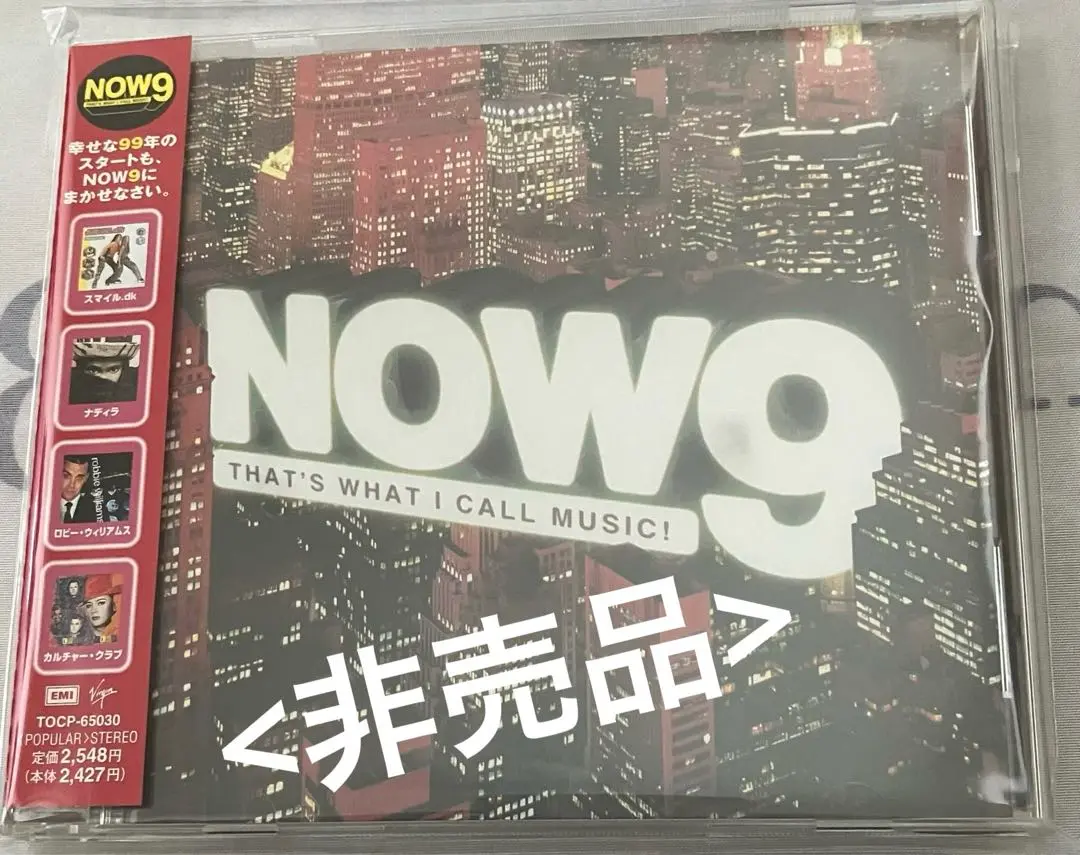 NOW9
THAT'S WHAT I CALL MUSIC!
幸せな99年の
スタートも、
NOW9に
まかせなさい。
スマイル.dk
ナディラ
robbie williams
ロビー・ウィリアムス
カルチャー・クラブ
EMI
Virgin
TOCP-65030
POPULAR>STEREO
定価2,548円
(本体2,427円)
NOW9
THAT'S WHAT I CALL MUSIC!
<非売品>